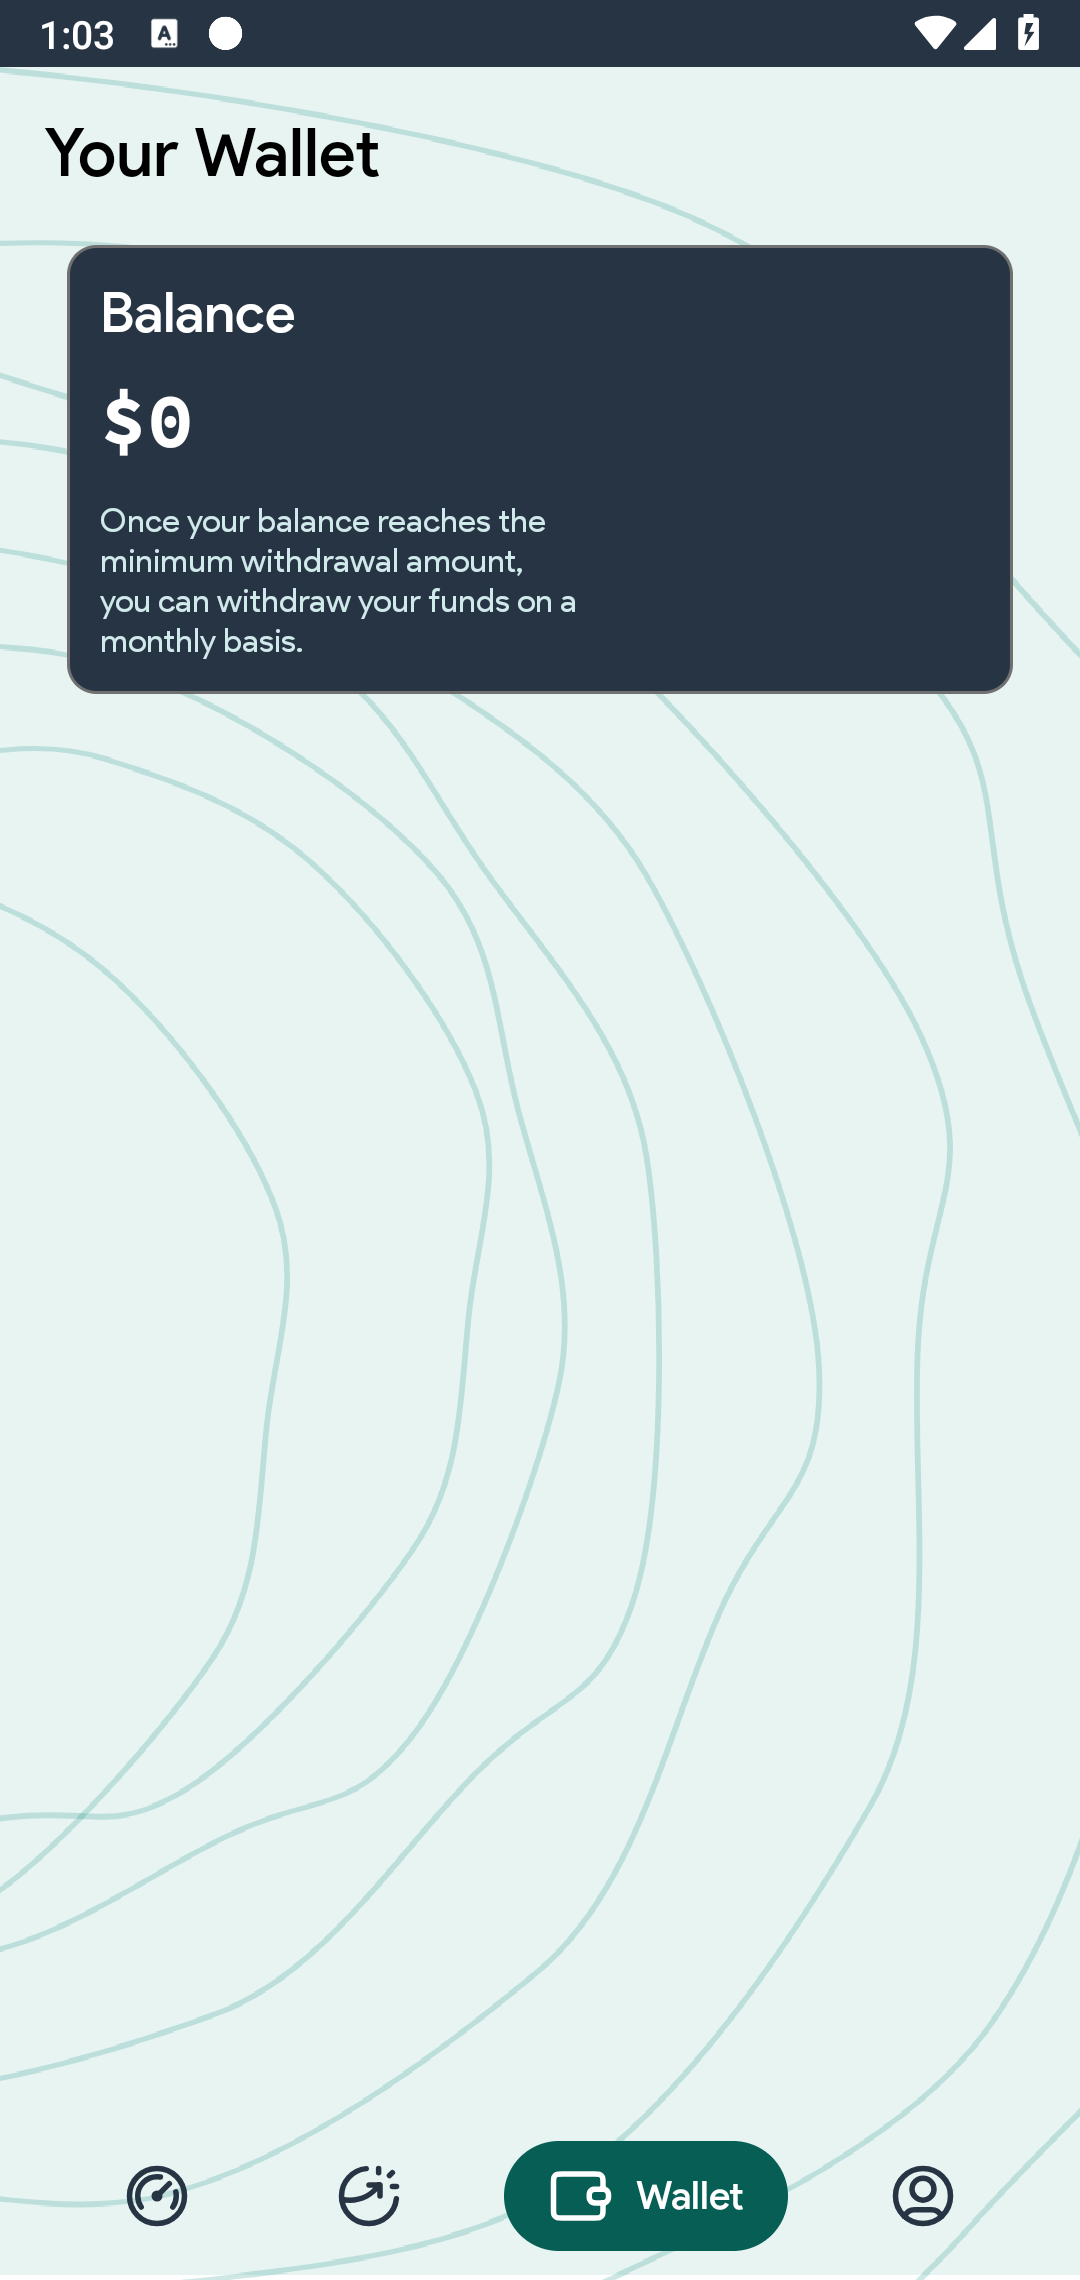 1:03
Your Wallet
Balance
$0
Once your balance reaches the
minimum withdrawal amount,
you can withdraw your funds on a
monthly basis.
Wallet